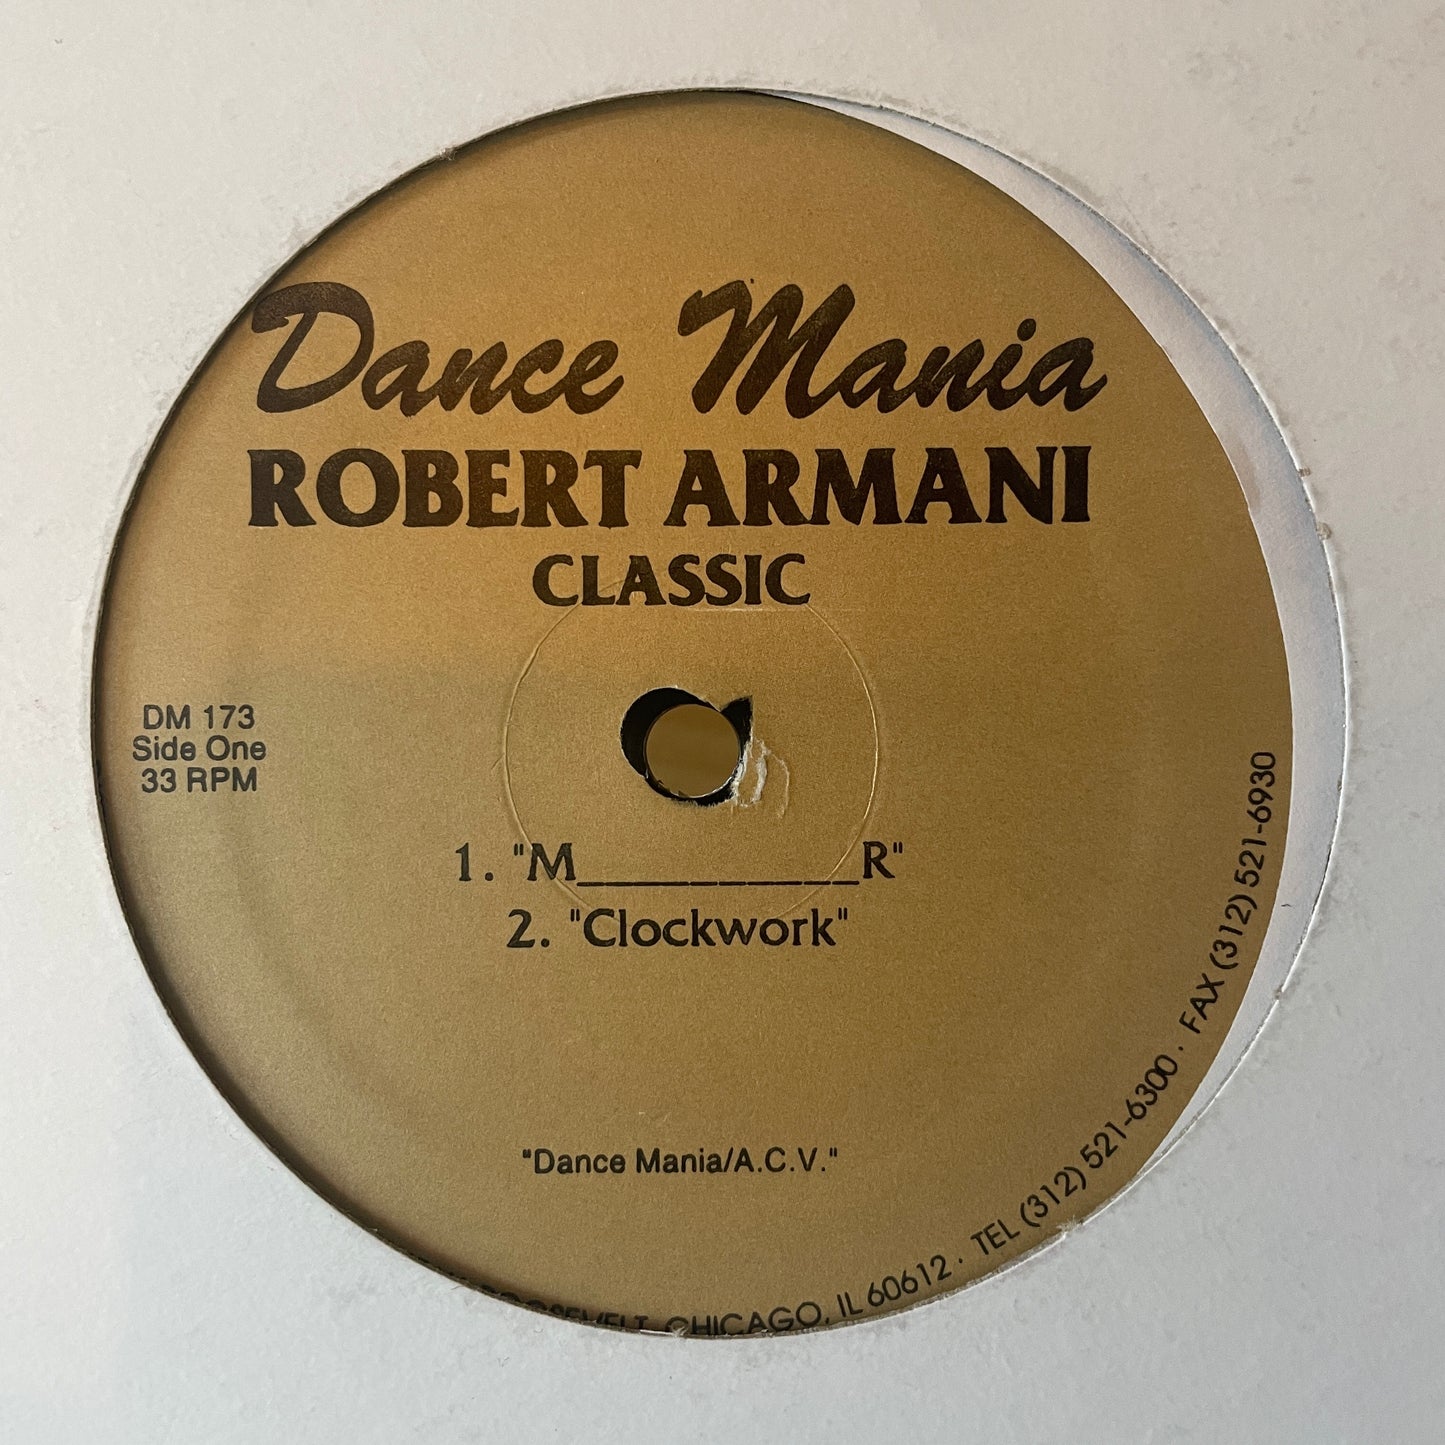 Dance Mania
ROBERT ARMANI
CLASSIC
DM 173
Side One
33 RPM
1. "M__________R"
2. "Clockwork"
"Dance Mania/A.C.V."
ROOSEVELT, CHICAGO, IL 60612 · TEL (312) 521-6300 · FAX (312) 521-6930